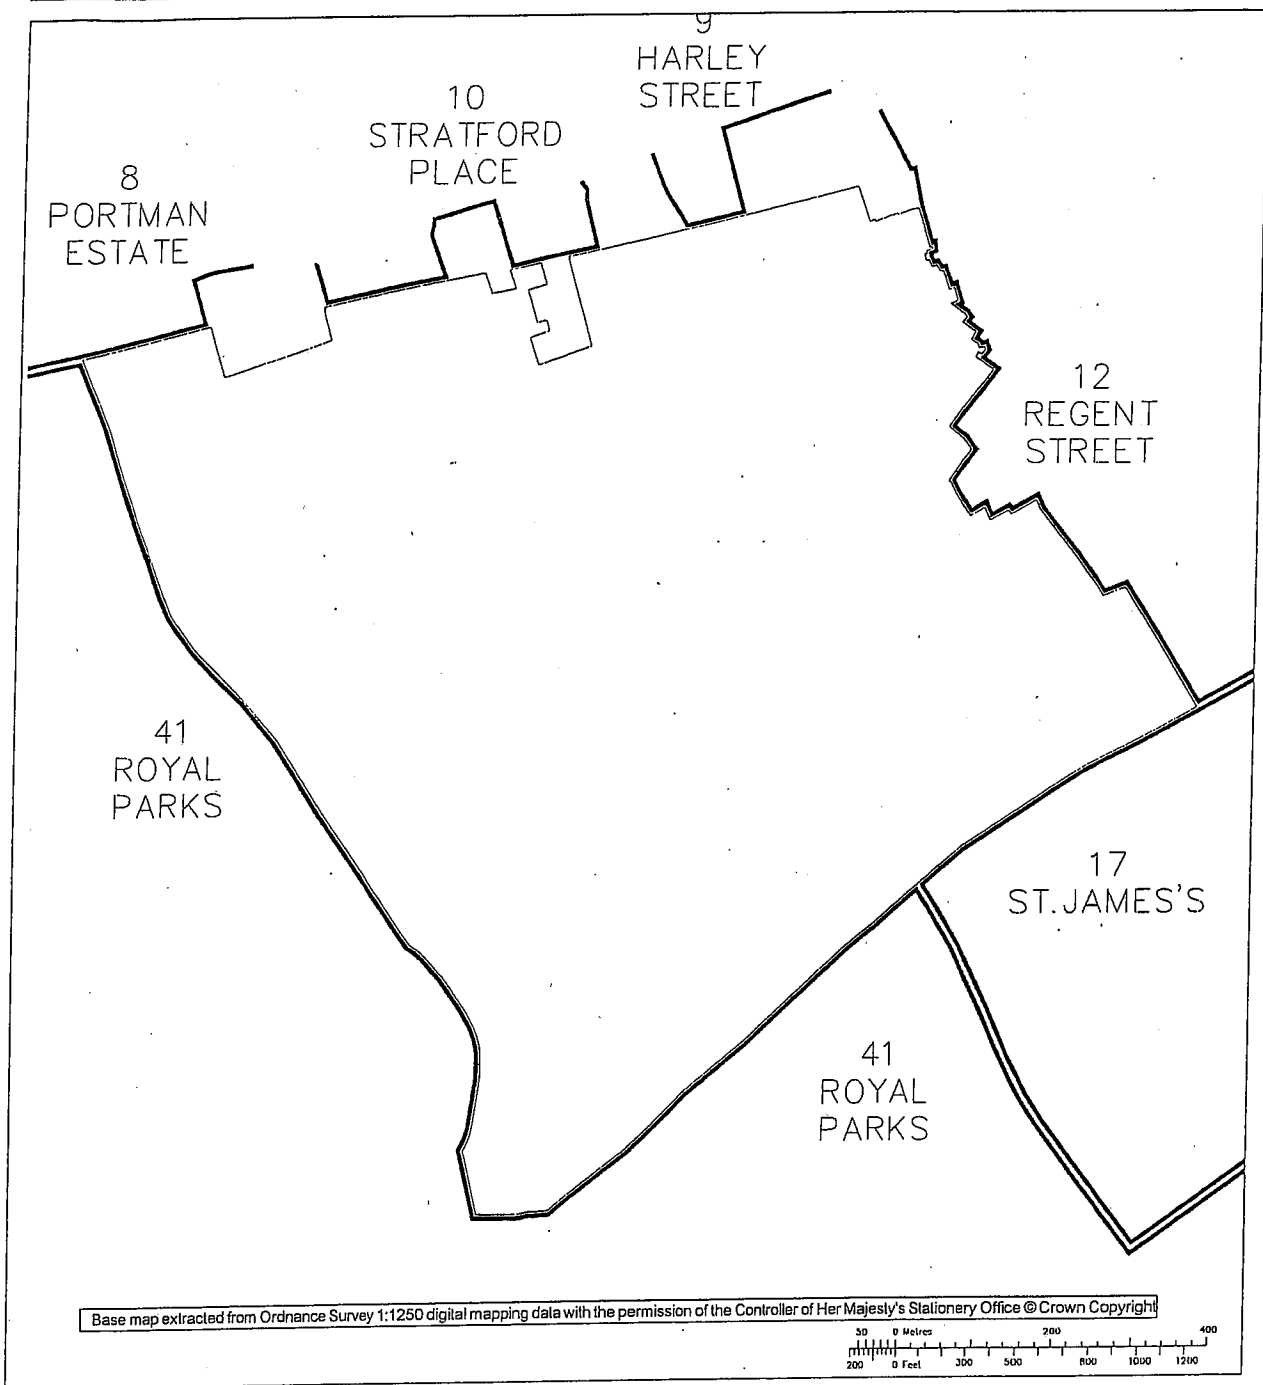 9
HARLEY
STREET
10
STRATFORD
PLACE
8
PORTMAN
ESTATE
12
REGENT
STREET
41
ROYAL
PARKS
17
ST.JAMES'S
41
ROYAL
PARKS
Base map extracted from Ordnance Survey 1:1250 digital mapping data with the permission of the Controller of Her Majesty's Stationery Office © Crown Copyright
50 0 Metres 200 400
200 0 Feet 300 500 800 1000 1200